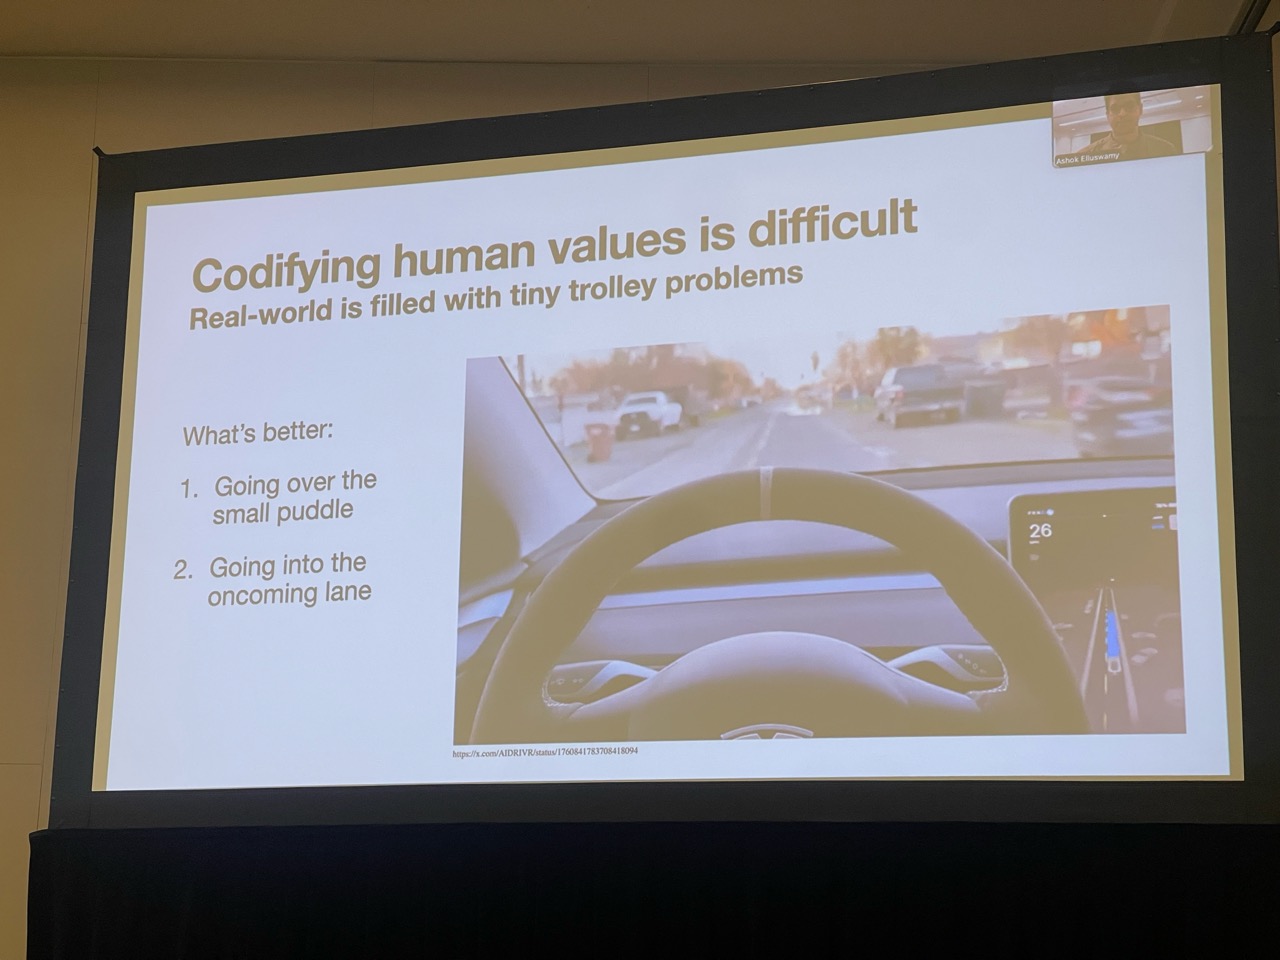 Ashok Elluswamy
Codifying human values is difficult
Real-world is filled with tiny trolley problems
What's better:
1. Going over the
small puddle
2. Going into the
oncoming lane
26
https://x.com/AIDRIVR/status/1760841783708418094